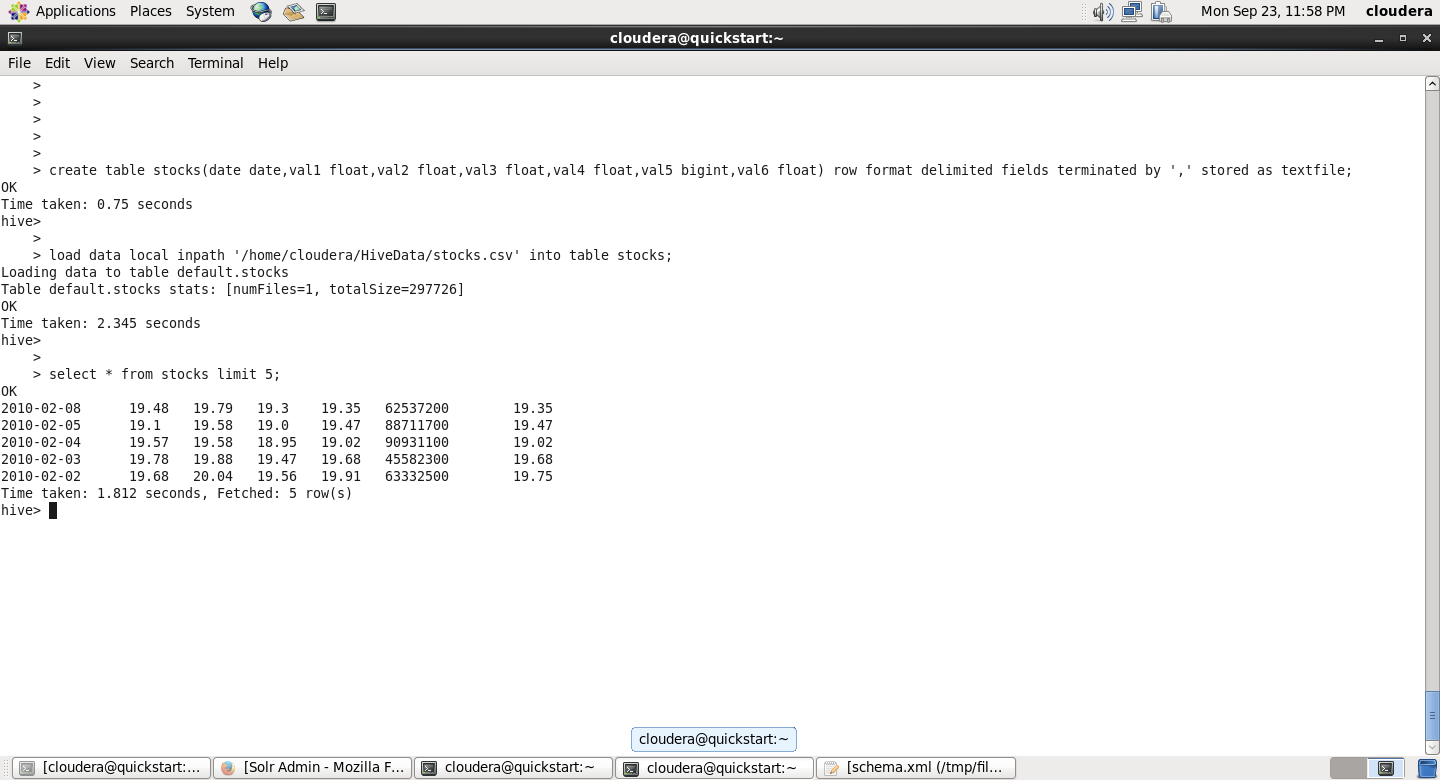 Applications Places System Mon Sep 23, 11:58 PM cloudera
cloudera@quickstart:~
File Edit View Search Terminal Help
>
>
>
>
>
> create table stocks(date date,val1 float,val2 float,val3 float,val4 float,val5 bigint,val6 float) row format delimited fields terminated by ',' stored as textfile;
OK
Time taken: 0.75 seconds
hive>
>
> load data local inpath '/home/cloudera/HiveData/stocks.csv' into table stocks;
Loading data to table default.stocks
Table default.stocks stats: [numFiles=1, totalSize=297726]
OK
Time taken: 2.345 seconds
hive>
>
> select * from stocks limit 5;
OK
2010-02-08 19.48 19.79 19.3 19.35 62537200 19.35
2010-02-05 19.1 19.58 19.0 19.47 88711700 19.47
2010-02-04 19.57 19.58 18.95 19.02 90931100 19.02
2010-02-03 19.78 19.88 19.47 19.68 45582300 19.68
2010-02-02 19.68 20.04 19.56 19.91 63332500 19.75
Time taken: 1.812 seconds, Fetched: 5 row(s)
hive>
cloudera@quickstart:~
[cloudera@quickstart:... [Solr Admin - Mozilla F... cloudera@quickstart:~ cloudera@quickstart:~ [schema.xml (/tmp/fil...